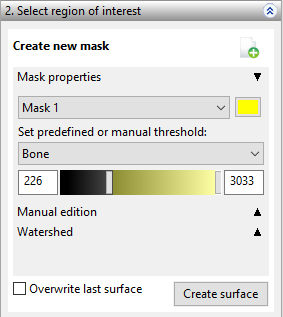 2. Select region of interest
Create new mask
Mask properties
Mask 1
Set predefined or manual threshold:
Bone
226 3033
Manual edition
Watershed
Overwrite last surface Create surface